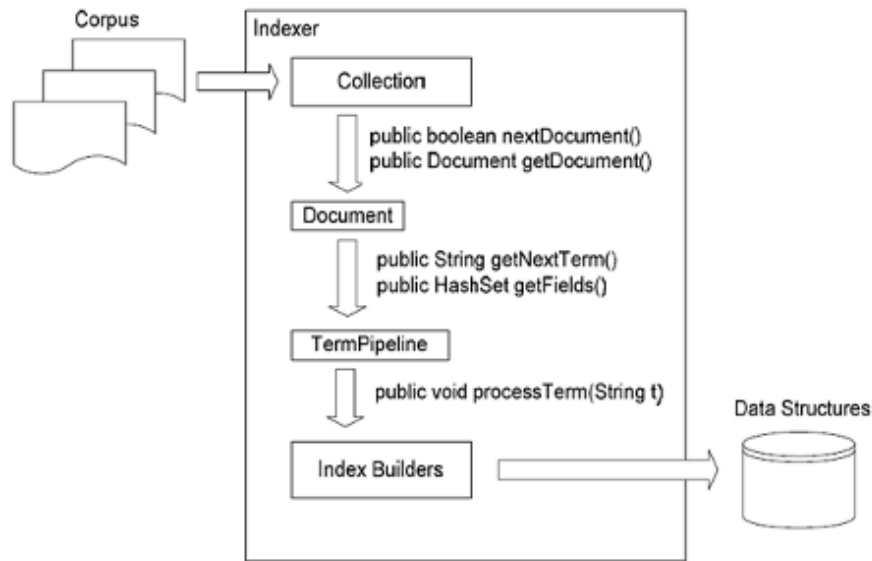 Corpus
Indexer
Collection
public boolean nextDocument()
public Document getDocument()
Document
public String getNextTerm()
public HashSet getFields()
TermPipeline
public void processTerm(String t)
Data Structures
Index Builders